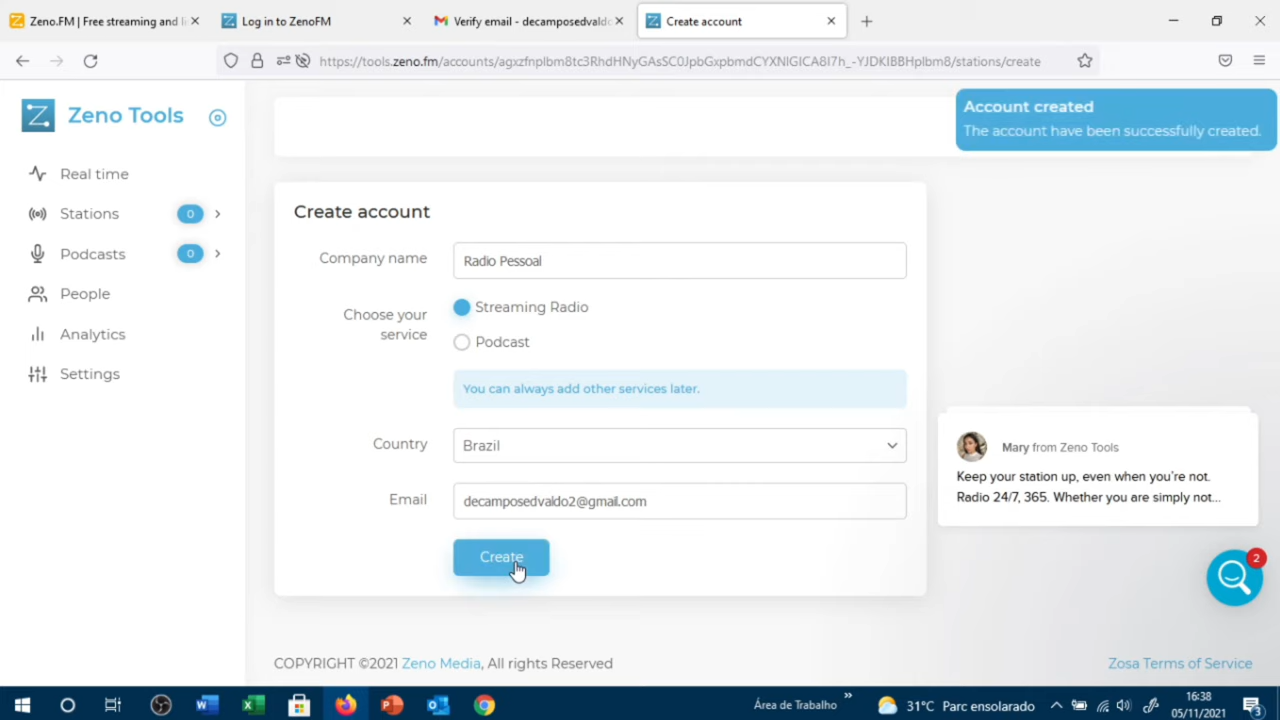 Zeno.FM | Free streaming and li
Log in to ZenoFM
Verify email - decamposedvaldo
Create account
https://tools.zeno.fm/accounts/agxzfnplbm8tc3RhdHNyGAsSC0JpbGxpbmdCYXNlGICA8I7h_-YJDKIBBHplbm8/stations/create
Zeno Tools
Real time
Stations 0
Podcasts 0
People
Analytics
Settings
Account created
The account have been successfully created.
Create account
Company name
Radio Pessoal
Choose your service
Streaming Radio
Podcast
You can always add other services later.
Country
Brazil
Email
decamposedvaldo2@gmail.com
Create
Mary from Zeno Tools
Keep your station up, even when you're not.
Radio 24/7, 365. Whether you are simply not...
2
COPYRIGHT ©2021 Zeno Media, All rights Reserved
Zosa Terms of Service
Área de Trabalho
31°C Parc ensolarado
16:38
05/11/2021
3